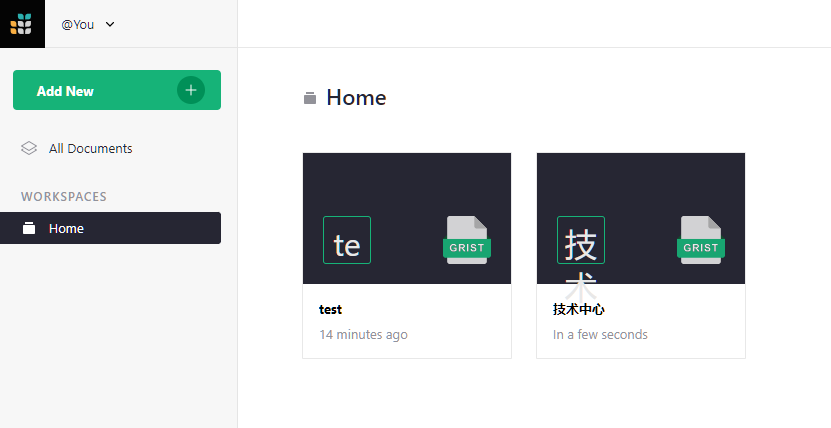 @You
Add New
All Documents
WORKSPACES
Home
Home
te
GRIST
test
14 minutes ago
技
术
GRIST
技术中心
In a few seconds